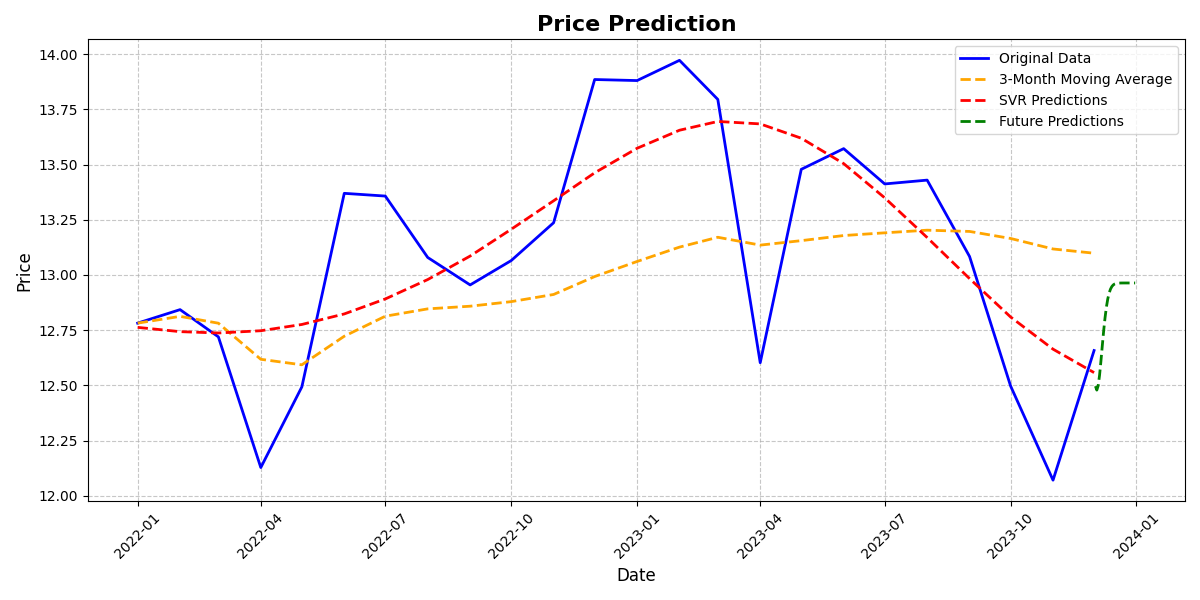 Price Prediction
Original Data
3-Month Moving Average
SVR Predictions
Future Predictions
Price
14.00
13.75
13.50
13.25
13.00
12.75
12.50
12.25
12.00
2022-01
2022-04
2022-07
2022-10
2023-01
2023-04
2023-07
2023-10
2024-01
Date